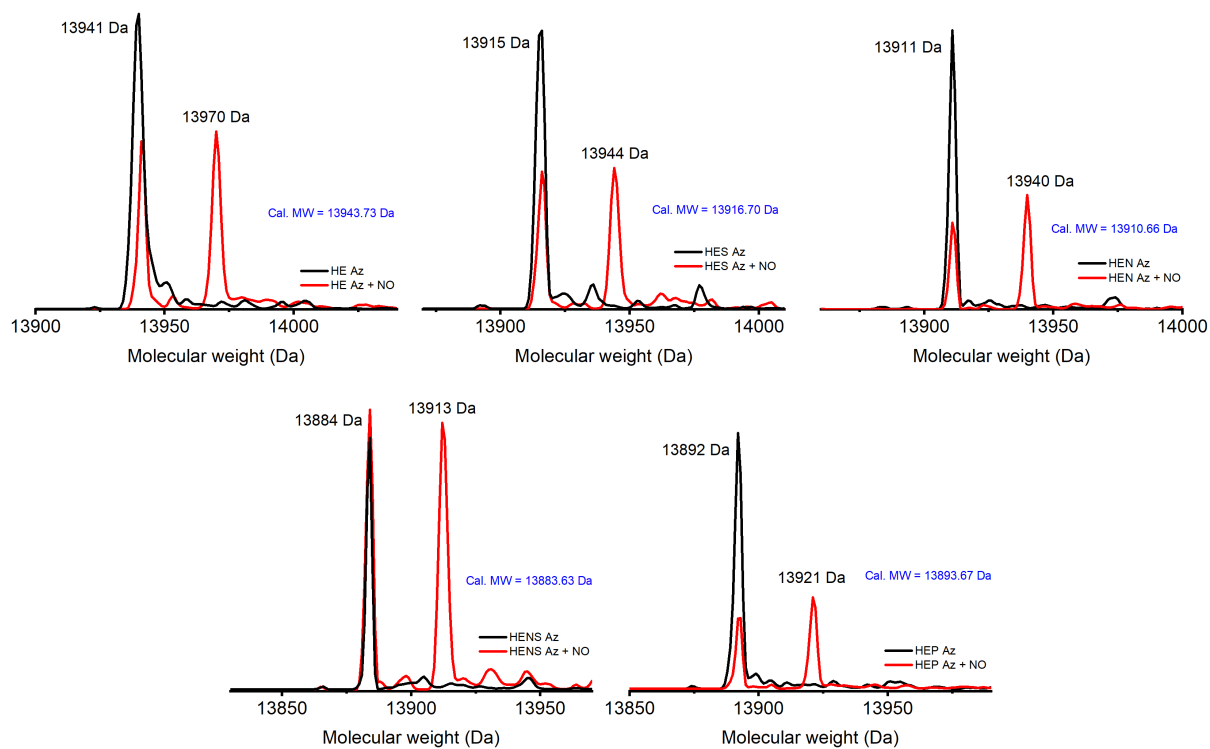 13941 Da
13970 Da
Cal. MW = 13943.73 Da
HE Az
HE Az + NO
13900 13950 14000
Molecular weight (Da)
13915 Da
13944 Da
Cal. MW = 13916.70 Da
HES Az
HES Az + NO
13900 13950 14000
Molecular weight (Da)
13911 Da
13940 Da
Cal. MW = 13910.66 Da
HEN Az
HEN Az + NO
13900 13950 14000
Molecular weight (Da)
13884 Da
13913 Da
Cal. MW = 13883.63 Da
HENS Az
HENS Az + NO
13850 13900 13950
Molecular weight (Da)
13892 Da
13921 Da
Cal. MW = 13893.67 Da
HEP Az
HEP Az + NO
13850 13900 13950
Molecular weight (Da)